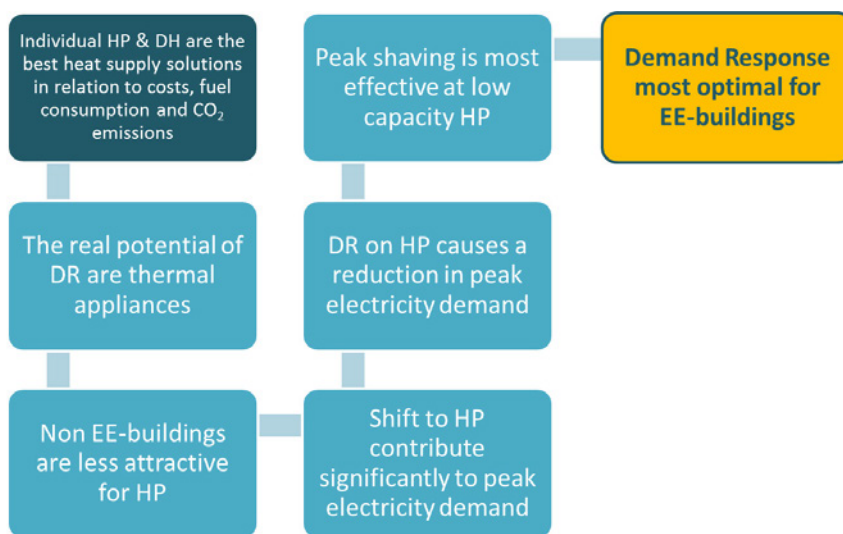 Individual HP & DH are the
best heat supply solutions
in relation to costs, fuel
consumption and CO₂
emissions
The real potential of
DR are thermal
appliances
Non EE-buildings
are less attractive
for HP
Shift to HP
contribute
significantly to peak
electricity demand
DR on HP causes a
reduction in peak
electricity demand
Peak shaving is most
effective at low
capacity HP
Demand Response
most optimal for
EE-buildings